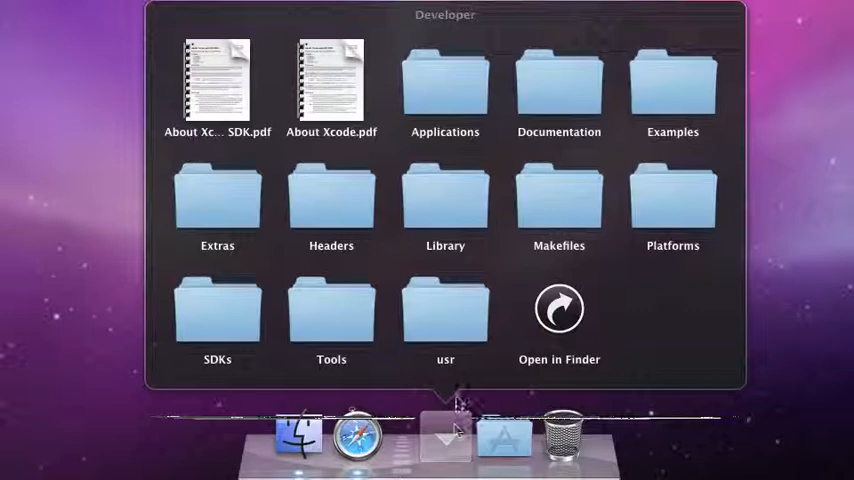 Developer
About Xc... SDK.pdf
About Xcode.pdf
Applications
Documentation
Examples
Extras
Headers
Library
Makefiles
Platforms
SDKs
Tools
usr
Open in Finder